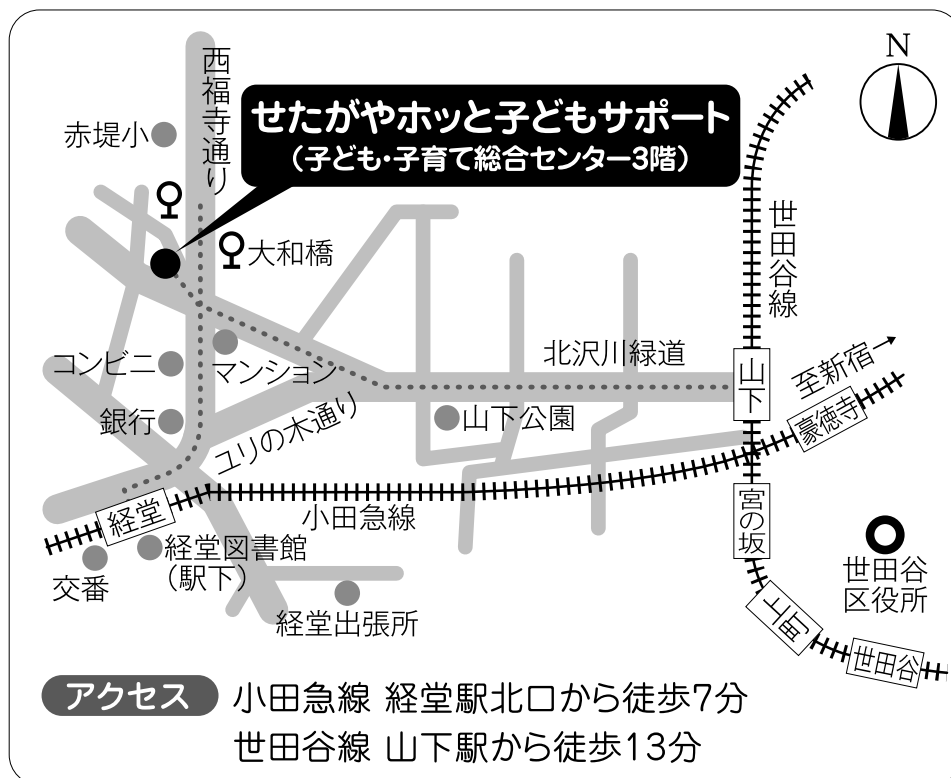 N
西福寺通り
せたがやホッと子どもサポート
（子ども・子育て総合センター3階）
赤堤小
大和橋
世田谷線
コンビニ
マンション
北沢川緑道
山下
至新宿→
銀行
ユリの木通り
山下公園
豪徳寺
経堂
小田急線
宮の坂
経堂図書館
（駅下）
交番
世田谷
区役所
経堂出張所
上町
世田谷
アクセス
小田急線 経堂駅北口から徒歩7分
世田谷線 山下駅から徒歩13分